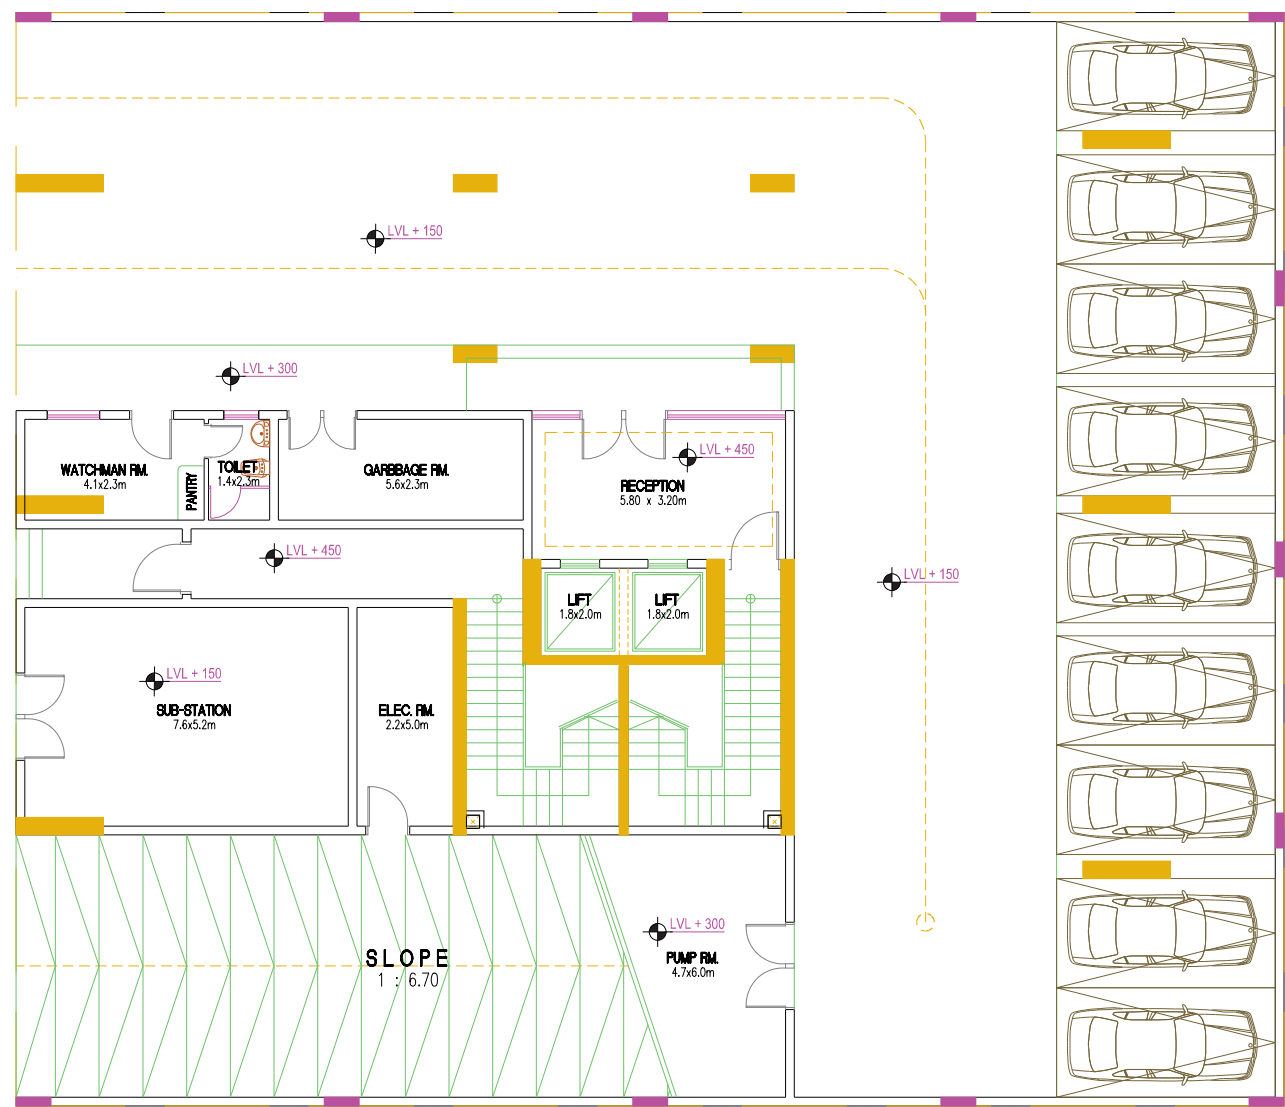 LVL + 150
LVL + 300
WATCHMAN RM.
4.1x2.3m
PANTRY
TOILET
1.4x2.3m
GARBBAGE RM.
5.6x2.3m
LVL + 450
RECEPTION
5.80 x 3.20m
LVL + 450
LIFT
1.8x2.0m
LIFT
1.8x2.0m
LVL + 150
LVL + 150
SUB-STATION
7.6x5.2m
ELEC. RM.
2.2x5.0m
SLOPE
1 : 6.70
LVL + 300
PUMP RM.
4.7x6.0m